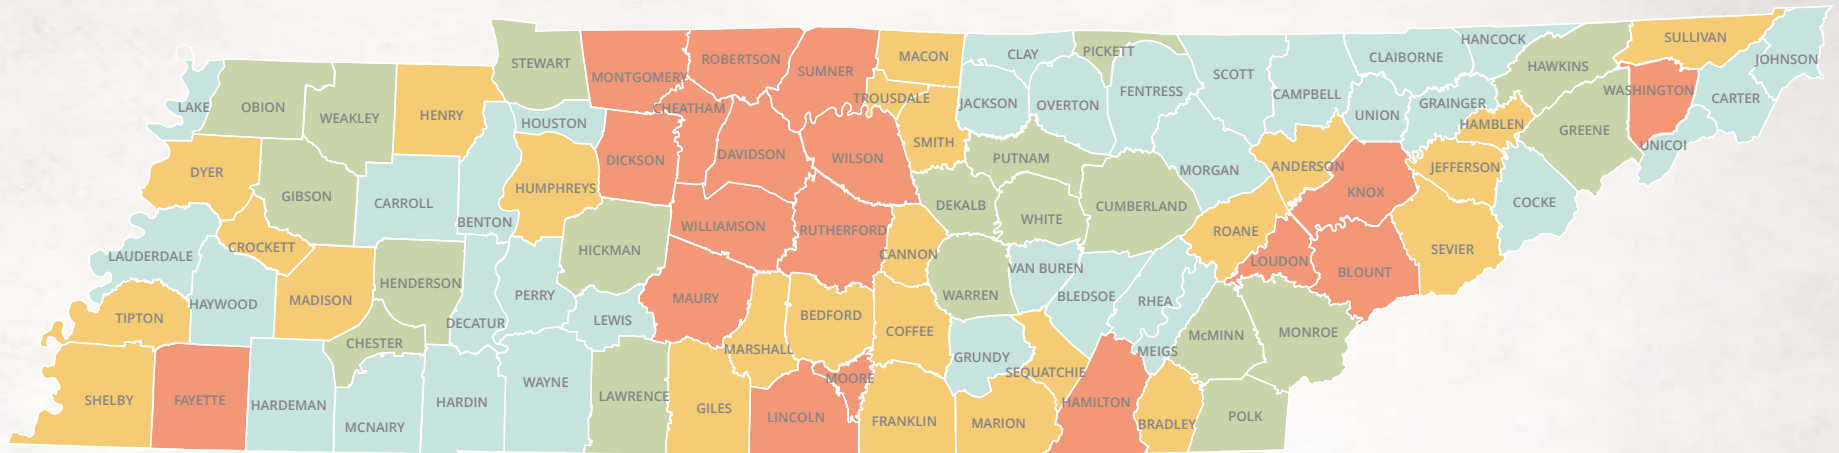 STEWART
MONTGOMERY
ROBERTSON
SUMNER
MACON
CLAY
PICKETT
SCOTT
CLAIBORNE
HANCOCK
HAWKINS
SULLIVAN
JOHNSON
LAKE
OBION
WEAKLEY
HENRY
HOUSTON
CHEATHAM
TROUSDALE
JACKSON
OVERTON
FENTRESS
CAMPBELL
UNION
GRAINGER
HAMBLEN
GREENE
WASHINGTON
CARTER
UNICOI
DYER
GIBSON
CARROLL
BENTON
HUMPHREYS
DICKSON
DAVIDSON
WILSON
SMITH
PUTNAM
MORGAN
ANDERSON
KNOX
JEFFERSON
COCKE
LAUDERDALE
CROCKETT
HICKMAN
WILLIAMSON
RUTHERFORD
CANNON
DEKALB
WHITE
CUMBERLAND
ROANE
LOUDON
BLOUNT
SEVIER
TIPTON
HAYWOOD
MADISON
HENDERSON
DECATUR
PERRY
LEWIS
MAURY
MARSHALL
BEDFORD
COFFEE
WARREN
VAN BUREN
BLEDSOE
RHEA
MEIGS
McMINN
MONROE
SHELBY
FAYETTE
HARDEMAN
CHESTER
MCNAIRY
HARDIN
WAYNE
LAWRENCE
GILES
LINCOLN
MOORE
FRANKLIN
GRUNDY
SEQUATCHIE
MARION
HAMILTON
BRADLEY
POLK